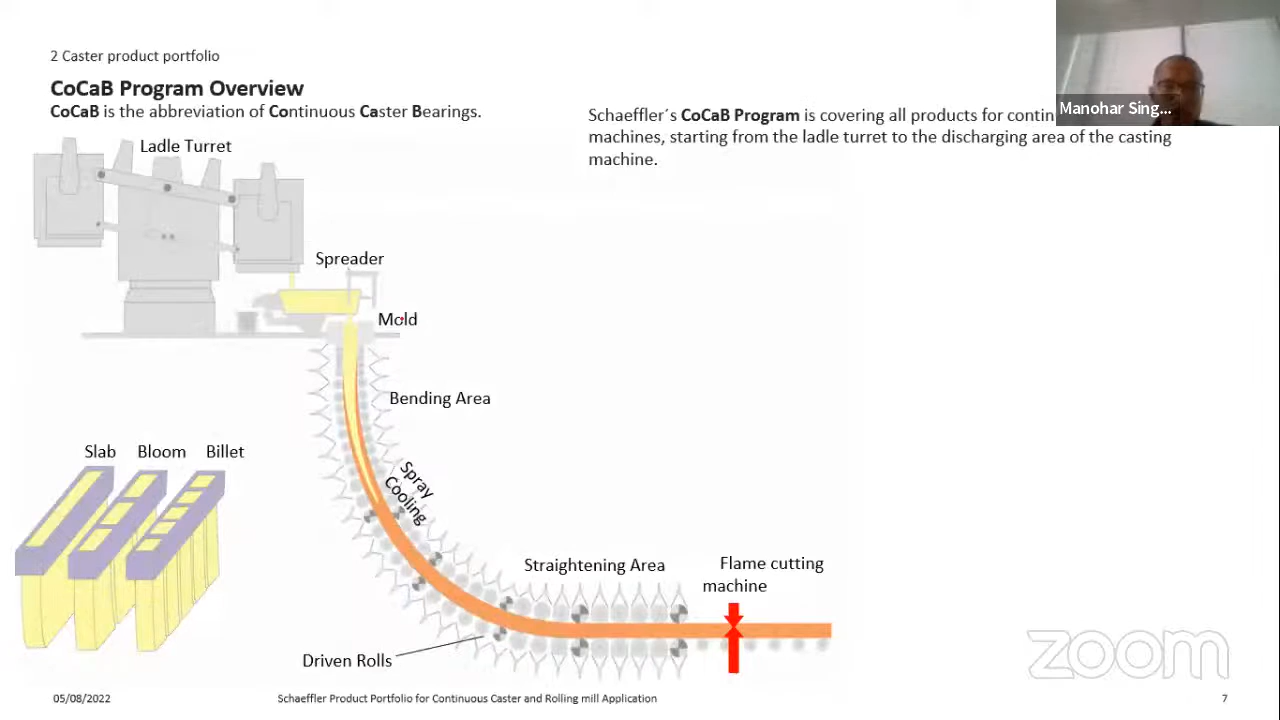 2 Caster product portfolio
CoCaB Program Overview
CoCaB is the abbreviation of Continuous Caster Bearings.
Schaeffler´s CoCaB Program is covering all products for contin
machines, starting from the ladle turret to the discharging area of the casting
machine.
Manohar Sing...
Ladle Turret
Spreader
Mold
Bending Area
Slab Bloom Billet
Spray
Cooling
Straightening Area
Flame cutting
machine
Driven Rolls
zoom
05/08/2022
Schaeffler Product Portfolio for Continuous Caster and Rolling mill Application
7